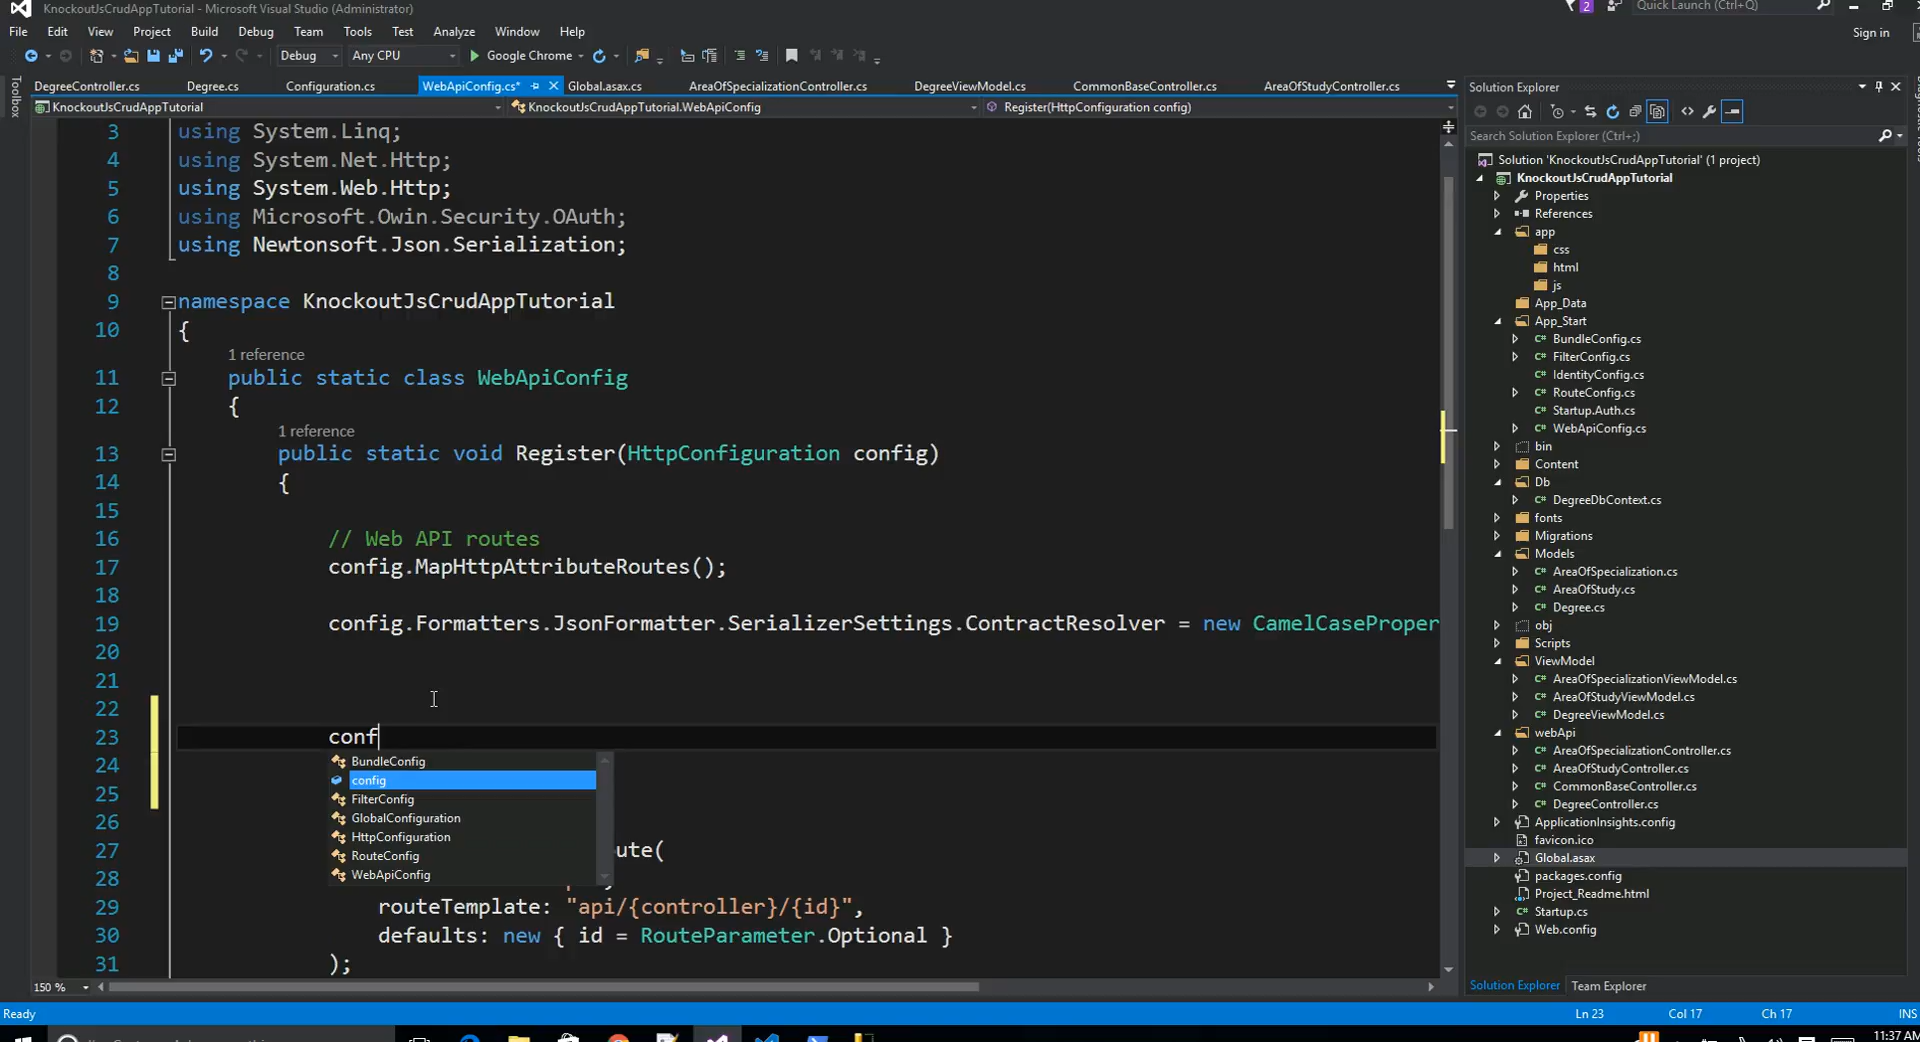 KnockoutJsCrudAppTutorial - Microsoft Visual Studio (Administrator)
2
Quick Launch (Ctrl+Q)
File Edit View Project Build Debug Team Tools Test Analyze Window Help
Sign in
Debug Any CPU Google Chrome
Toolbox
DegreeController.cs Degree.cs Configuration.cs WebApiConfig.cs* Global.asax.cs AreaOfSpecializationController.cs DegreeViewModel.cs CommonBaseController.cs AreaOfStudyController.cs
KnockoutJsCrudAppTutorial KnockoutJsCrudAppTutorial.WebApiConfig Register(HttpConfiguration config)
3 using System.Linq;
4 using System.Net.Http;
5 using System.Web.Http;
6 using Microsoft.Owin.Security.OAuth;
7 using Newtonsoft.Json.Serialization;
8
9 namespace KnockoutJsCrudAppTutorial
10 {
1 reference
11 public static class WebApiConfig
12 {
1 reference
13 public static void Register(HttpConfiguration config)
14 {
15
16 // Web API routes
17 config.MapHttpAttributeRoutes();
18
19 config.Formatters.JsonFormatter.SerializerSettings.ContractResolver = new CamelCaseProper
20
21
22
23 conf
24
25
26
27 ute(
28
29 routeTemplate: "api/{controller}/{id}",
30 defaults: new { id = RouteParameter.Optional }
31 );
BundleConfig
config
FilterConfig
GlobalConfiguration
HttpConfiguration
RouteConfig
WebApiConfig
150 %
Solution Explorer
Search Solution Explorer (Ctrl+;)
Solution 'KnockoutJsCrudAppTutorial' (1 project)
KnockoutJsCrudAppTutorial
Properties
References
app
css
html
js
App_Data
App_Start
C# BundleConfig.cs
C# FilterConfig.cs
C# IdentityConfig.cs
C# RouteConfig.cs
C# Startup.Auth.cs
C# WebApiConfig.cs
bin
Content
Db
C# DegreeDbContext.cs
fonts
Migrations
Models
C# AreaOfSpecialization.cs
C# AreaOfStudy.cs
C# Degree.cs
obj
Scripts
ViewModel
C# AreaOfSpecializationViewModel.cs
C# AreaOfStudyViewModel.cs
C# DegreeViewModel.cs
webApi
C# AreaOfSpecializationController.cs
C# AreaOfStudyController.cs
C# CommonBaseController.cs
C# DegreeController.cs
ApplicationInsights.config
favicon.ico
Global.asax
packages.config
Project_Readme.html
C# Startup.cs
Web.config
Solution Explorer Team Explorer
Ready Ln 23 Col 17 Ch 17 INS
11:37 AM